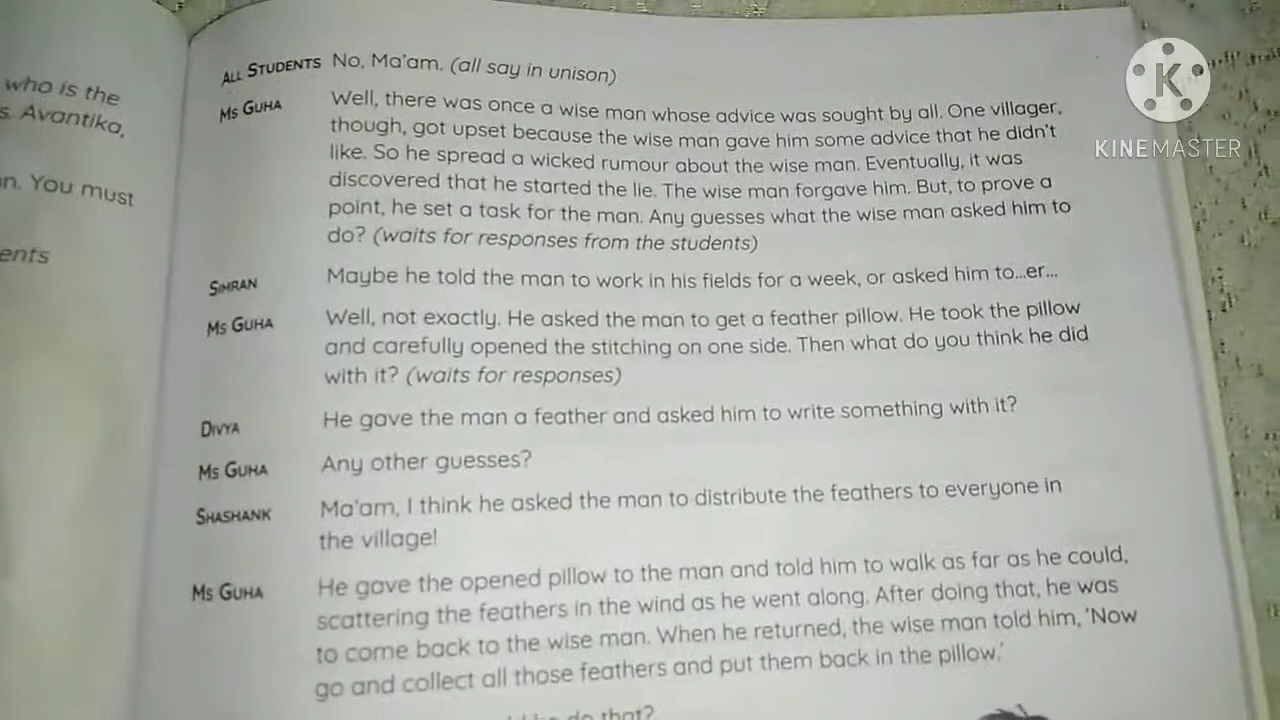 who is the
s. Avantika,
n. You must
ents
ALL STUDENTS No, Ma'am. (all say in unison)
MS GUHA Well, there was once a wise man whose advice was sought by all. One villager,
though, got upset because the wise man gave him some advice that he didn't
like. So he spread a wicked rumour about the wise man. Eventually, it was
discovered that he started the lie. The wise man forgave him. But, to prove a
point, he set a task for the man. Any guesses what the wise man asked him to
do? (waits for responses from the students)
SIMRAN Maybe he told the man to work in his fields for a week, or asked him to...er...
MS GUHA Well, not exactly. He asked the man to get a feather pillow. He took the pillow
and carefully opened the stitching on one side. Then what do you think he did
with it? (waits for responses)
DIVYA He gave the man a feather and asked him to write something with it?
MS GUHA Any other guesses?
SHASHANK Ma'am, I think he asked the man to distribute the feathers to everyone in
the village!
MS GUHA He gave the opened pillow to the man and told him to walk as far as he could,
scattering the feathers in the wind as he went along. After doing that, he was
to come back to the wise man. When he returned, the wise man told him, 'Now
go and collect all those feathers and put them back in the pillow.'
do that?
K
KINEMASTER